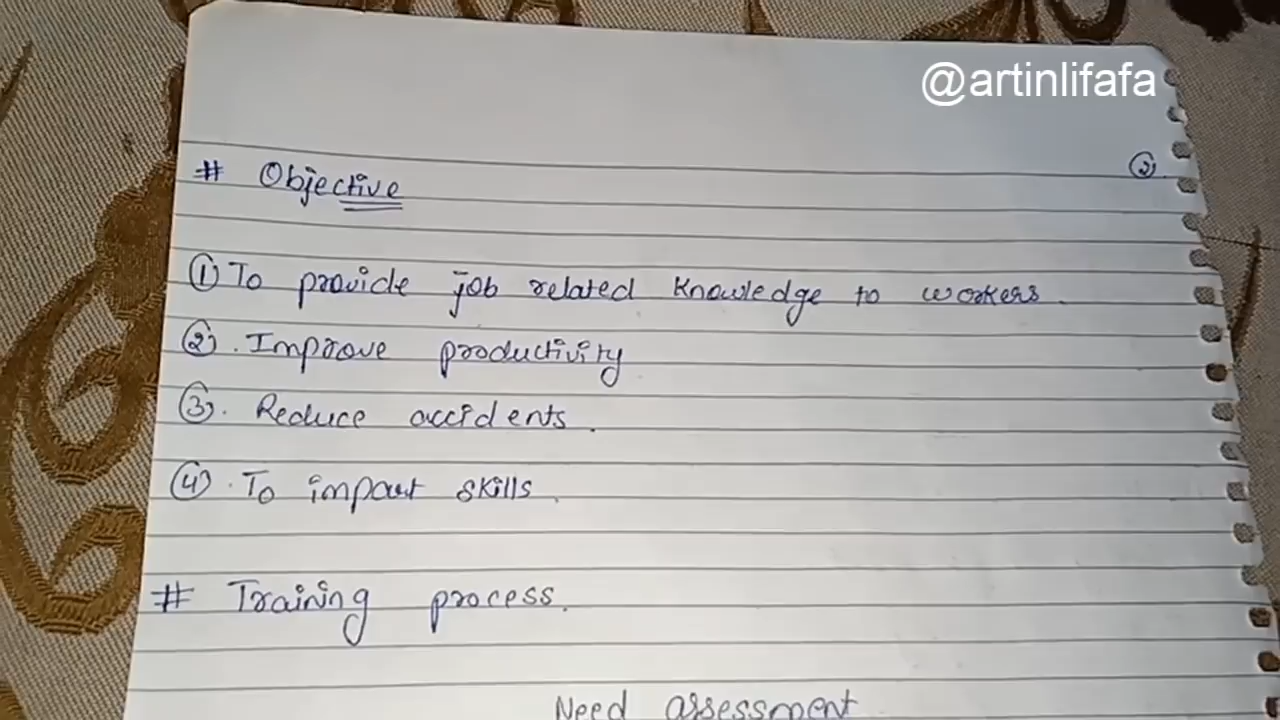 @artinlifafa
# Objective
②
① To provide job related knowledge to workers.
②. Improve productivity
③. Reduce accidents.
④. To impart skills.
# Training process.
Need assessment